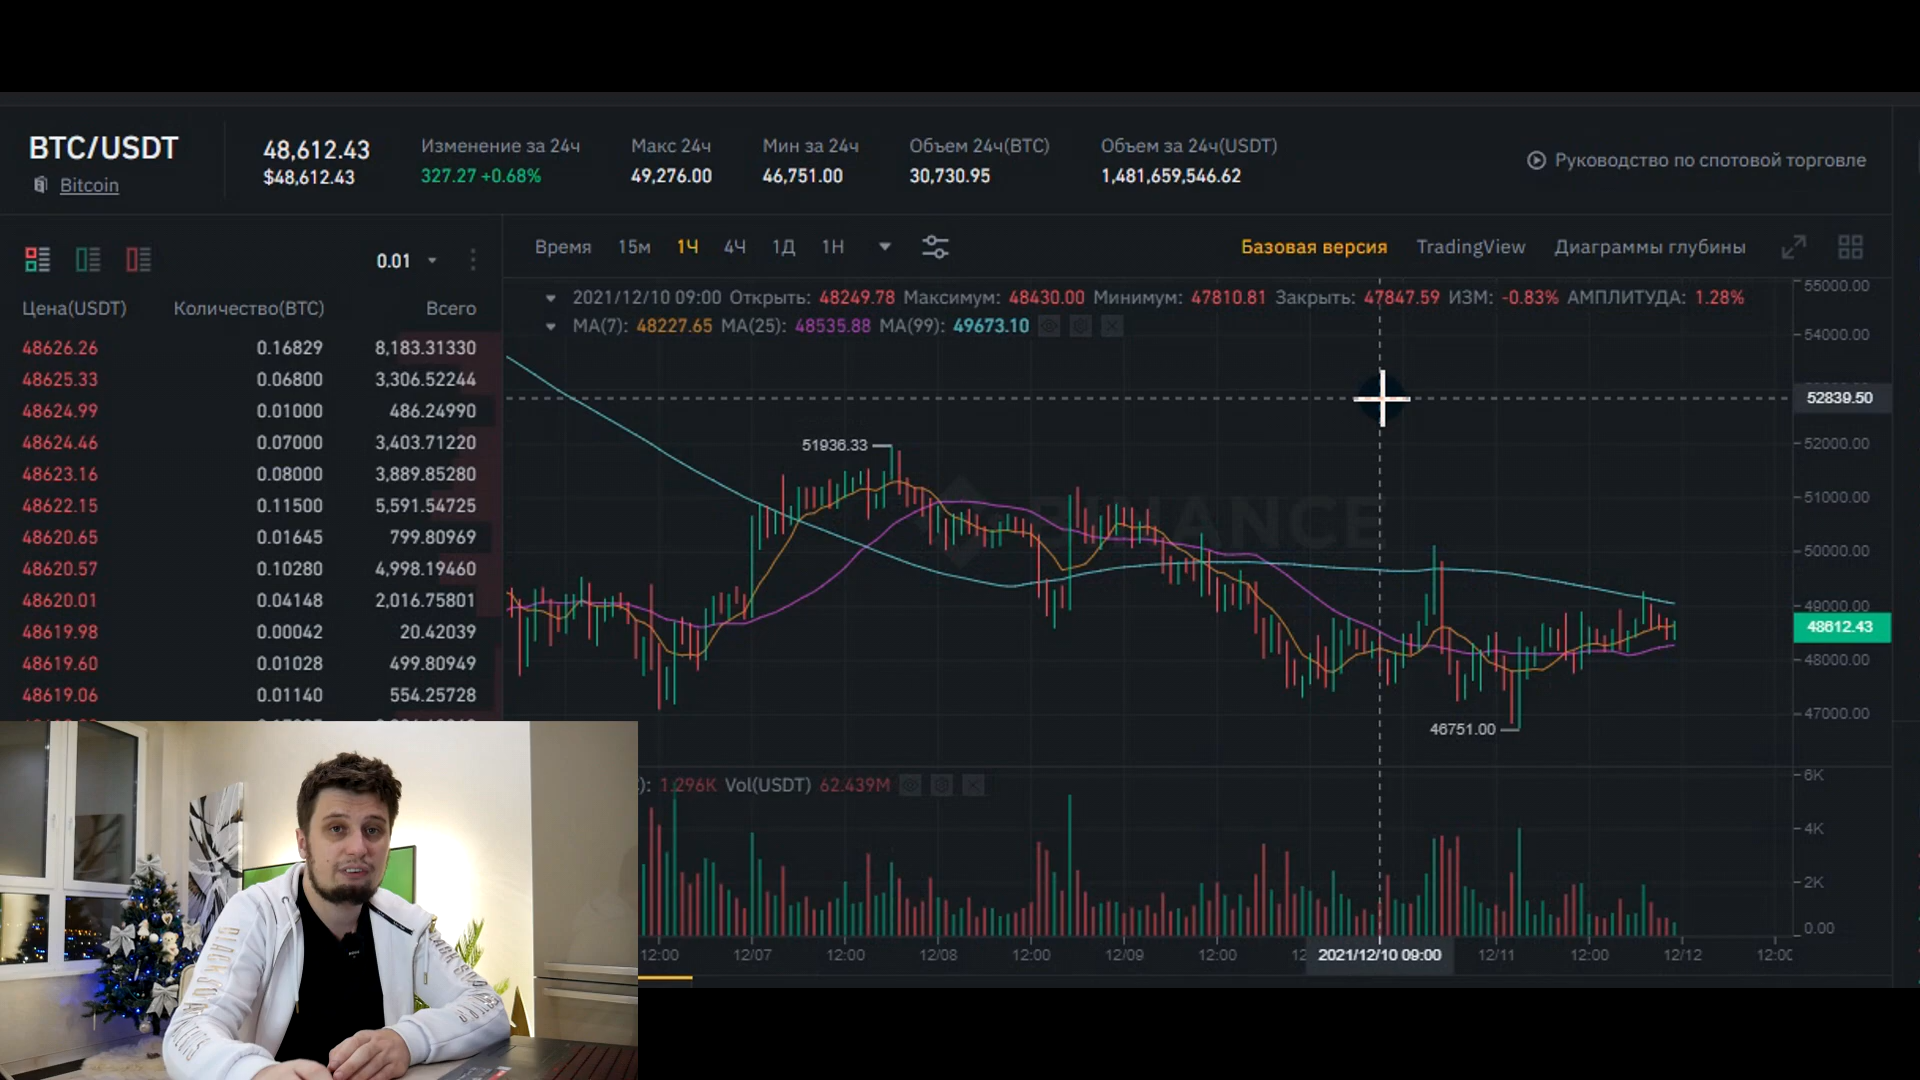 BTC/USDT
Bitcoin
48,612.43
$48,612.43
Изменение за 24ч
327.27 +0.68%
Макс 24ч
49,276.00
Мин за 24ч
46,751.00
Объем 24ч(BTC)
30,730.95
Объем за 24ч(USDT)
1,481,659,546.62
Руководство по спотовой торговле
0.01
Цена(USDT) Количество(BTC) Всего
48626.26 0.16829 8,183.31330
48625.33 0.06800 3,306.52244
48624.99 0.01000 486.24990
48624.46 0.07000 3,403.71220
48623.16 0.08000 3,889.85280
48622.15 0.11500 5,591.54725
48620.65 0.01645 799.80969
48620.57 0.10280 4,998.19460
48620.01 0.04148 2,016.75801
48619.98 0.00042 20.42039
48619.60 0.01028 499.80949
48619.06 0.01140 554.25728
Время 15м 1Ч 4Ч 1Д 1Н
Базовая версия TradingView Диаграммы глубины
2021/12/10 09:00 Открыть: 48249.78 Максимум: 48430.00 Минимум: 47810.81 Закрыть: 47847.59 ИЗМ: -0.83% АМПЛИТУДА: 1.28%
MA(7): 48227.65 MA(25): 48535.88 MA(99): 49673.10
55000.00
54000.00
52839.50
52000.00
51000.00
50000.00
49000.00
48612.43
48000.00
47000.00
51936.33
BINANCE
46751.00
): 1.296K Vol(USDT) 62.439M
6K
4K
2K
0.00
12:00 12/07 12:00 12/08 12:00 12/09 12:00 12 2021/12/10 09:00 12/11 12:00 12/12 12:00